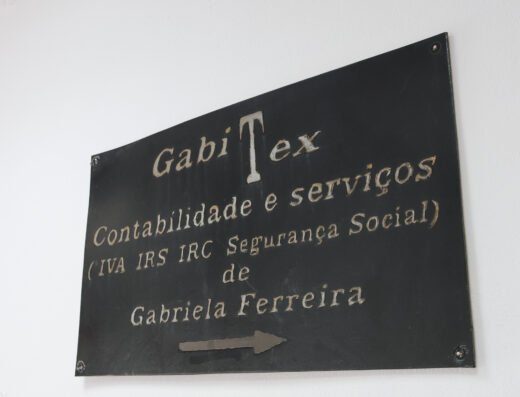 GabiTex
Contabilidade e serviços
(IVA IRS IRC Segurança Social)
de
Gabriela Ferreira